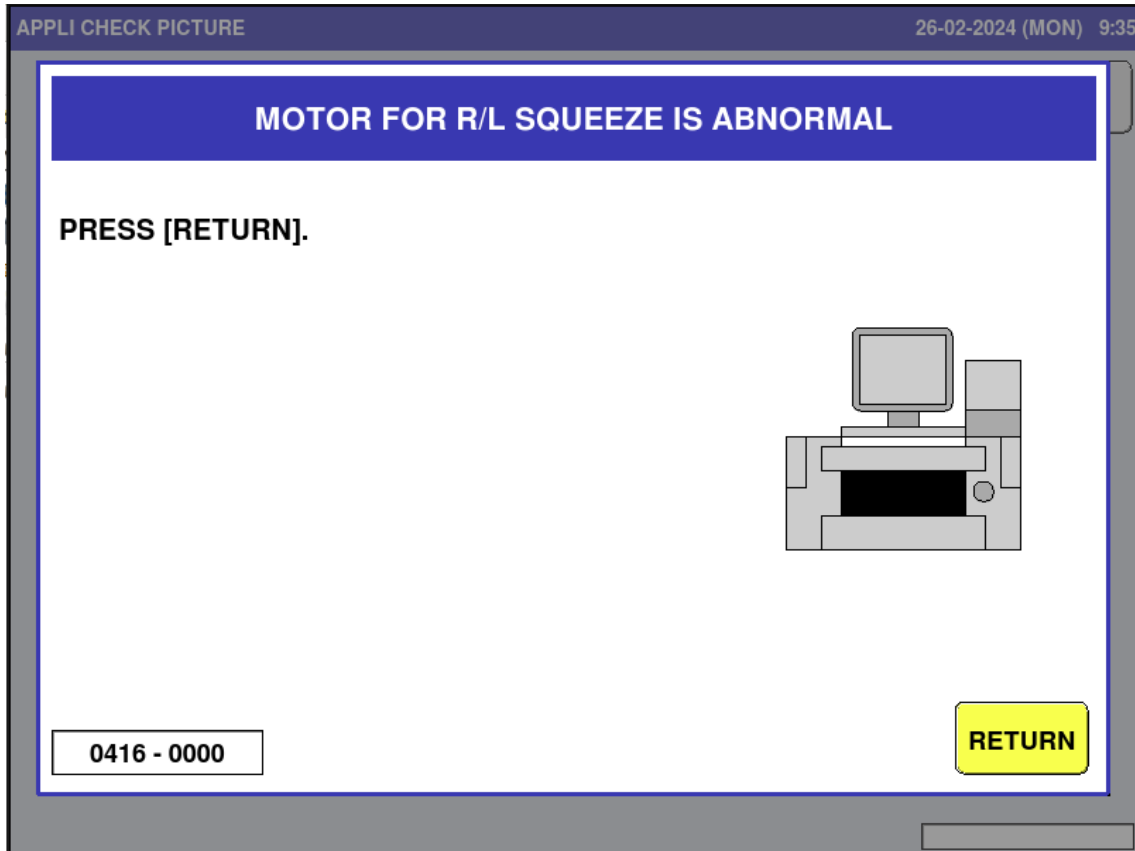 APPLI CHECK PICTURE 26-02-2024 (MON) 9:35
MOTOR FOR R/L SQUEEZE IS ABNORMAL
PRESS [RETURN].
RETURN
0416 - 0000